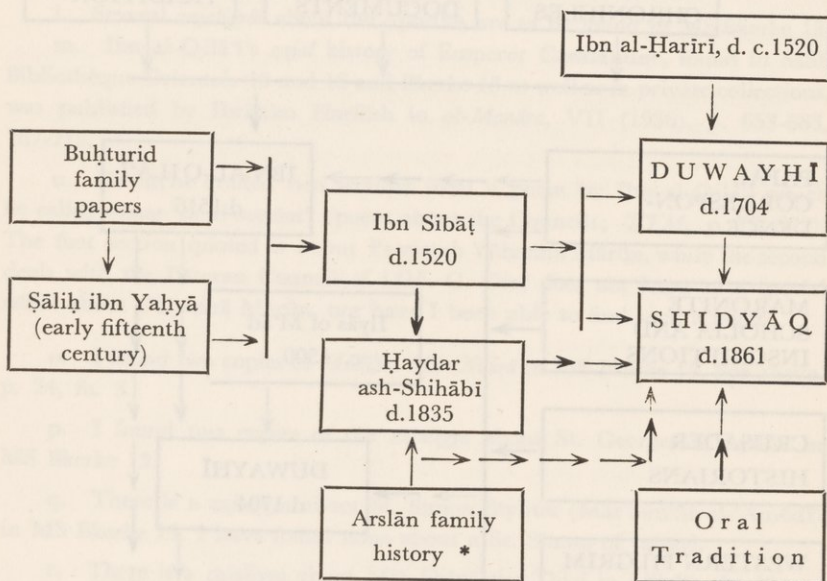 Ibn al-Harīrī, d. c.1520
Buḥturid
family
papers
DUWAYHĪ
d.1704
Ibn Sibāṭ
d.1520
Ṣāliḥ ibn Yaḥyā
(early fifteenth
century)
SHIDYĀQ
d.1861
Ḥaydar
ash-Shihābī
d.1835
Arslān family
history *
Oral
Tradition